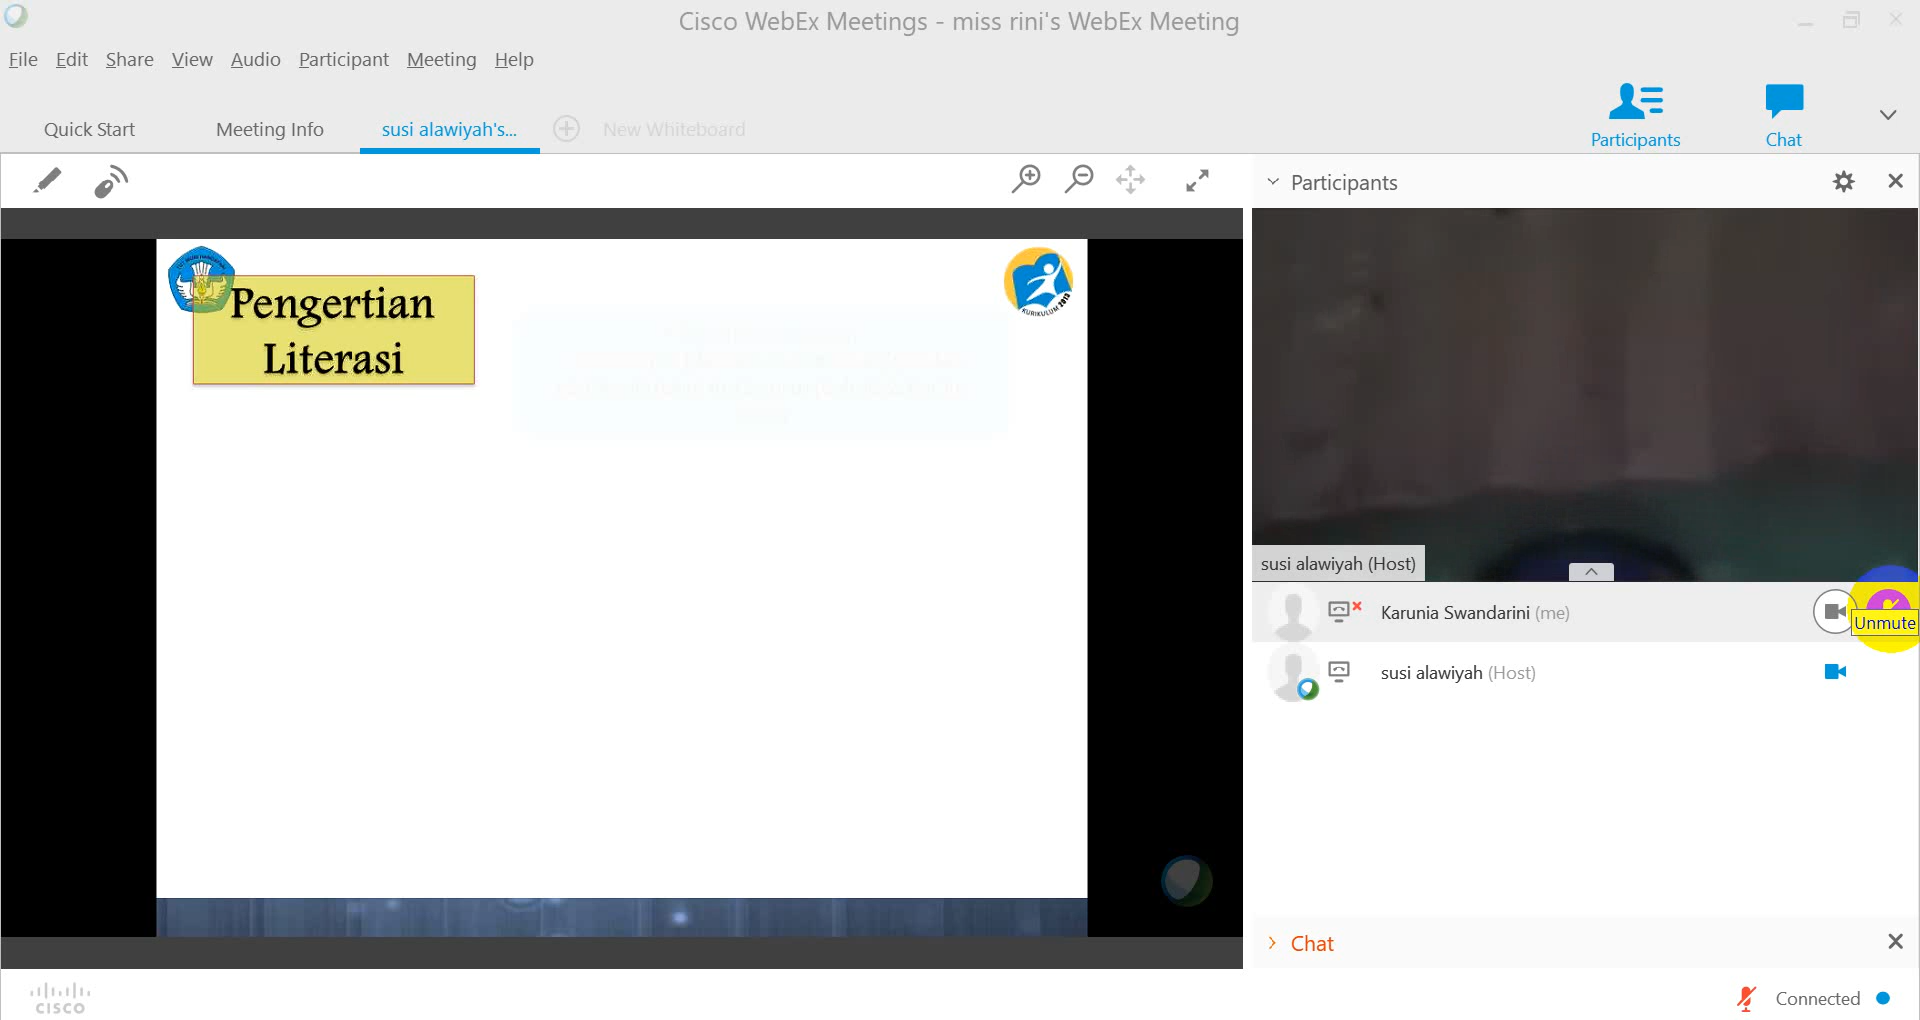 Cisco WebEx Meetings - miss rini's WebEx Meeting
File Edit Share View Audio Participant Meeting Help
Quick Start Meeting Info susi alawiyah's... New Whiteboard
Participants Chat
Participants
Pengertian
Literasi
KURIKULUM 2013
susi alawiyah (Host)
Karunia Swandarini (me)
Unmute
susi alawiyah (Host)
Chat
CISCO
Connected